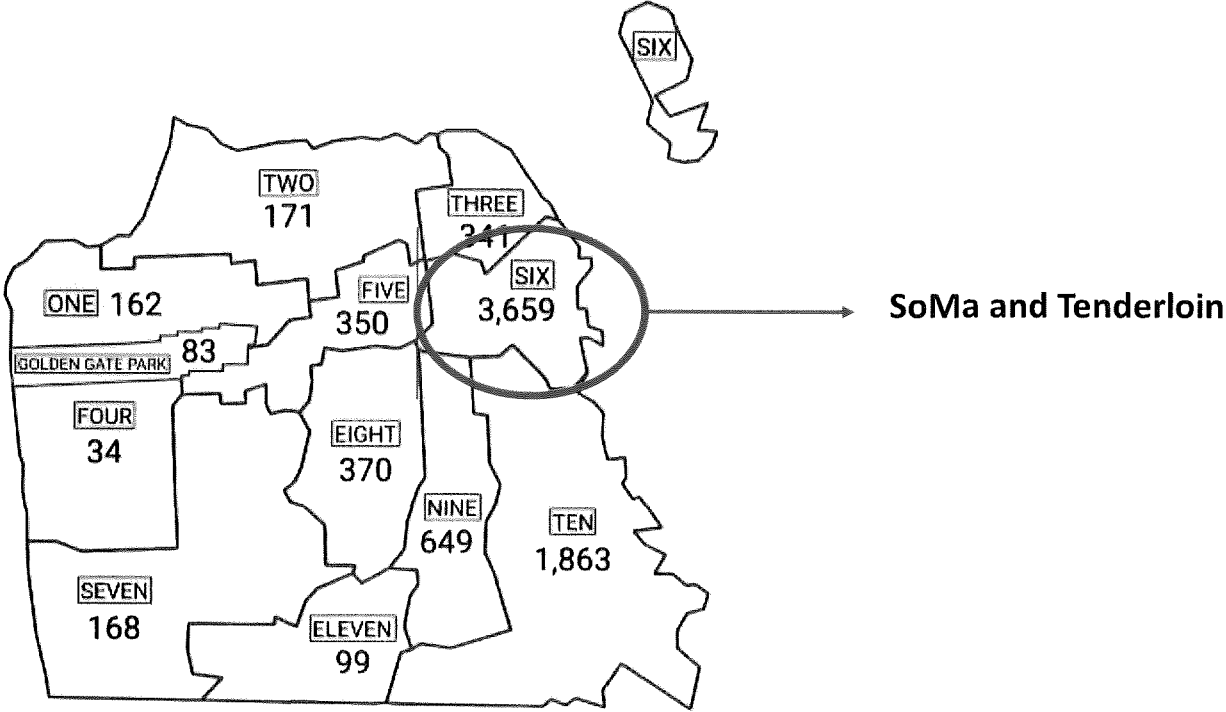 SIX
TWO
171
THREE
341
SIX
3,659
SoMa and Tenderloin
ONE 162
FIVE
350
83
GOLDEN GATE PARK
FOUR
34
EIGHT
370
NINE
649
TEN
1,863
SEVEN
168
ELEVEN
99